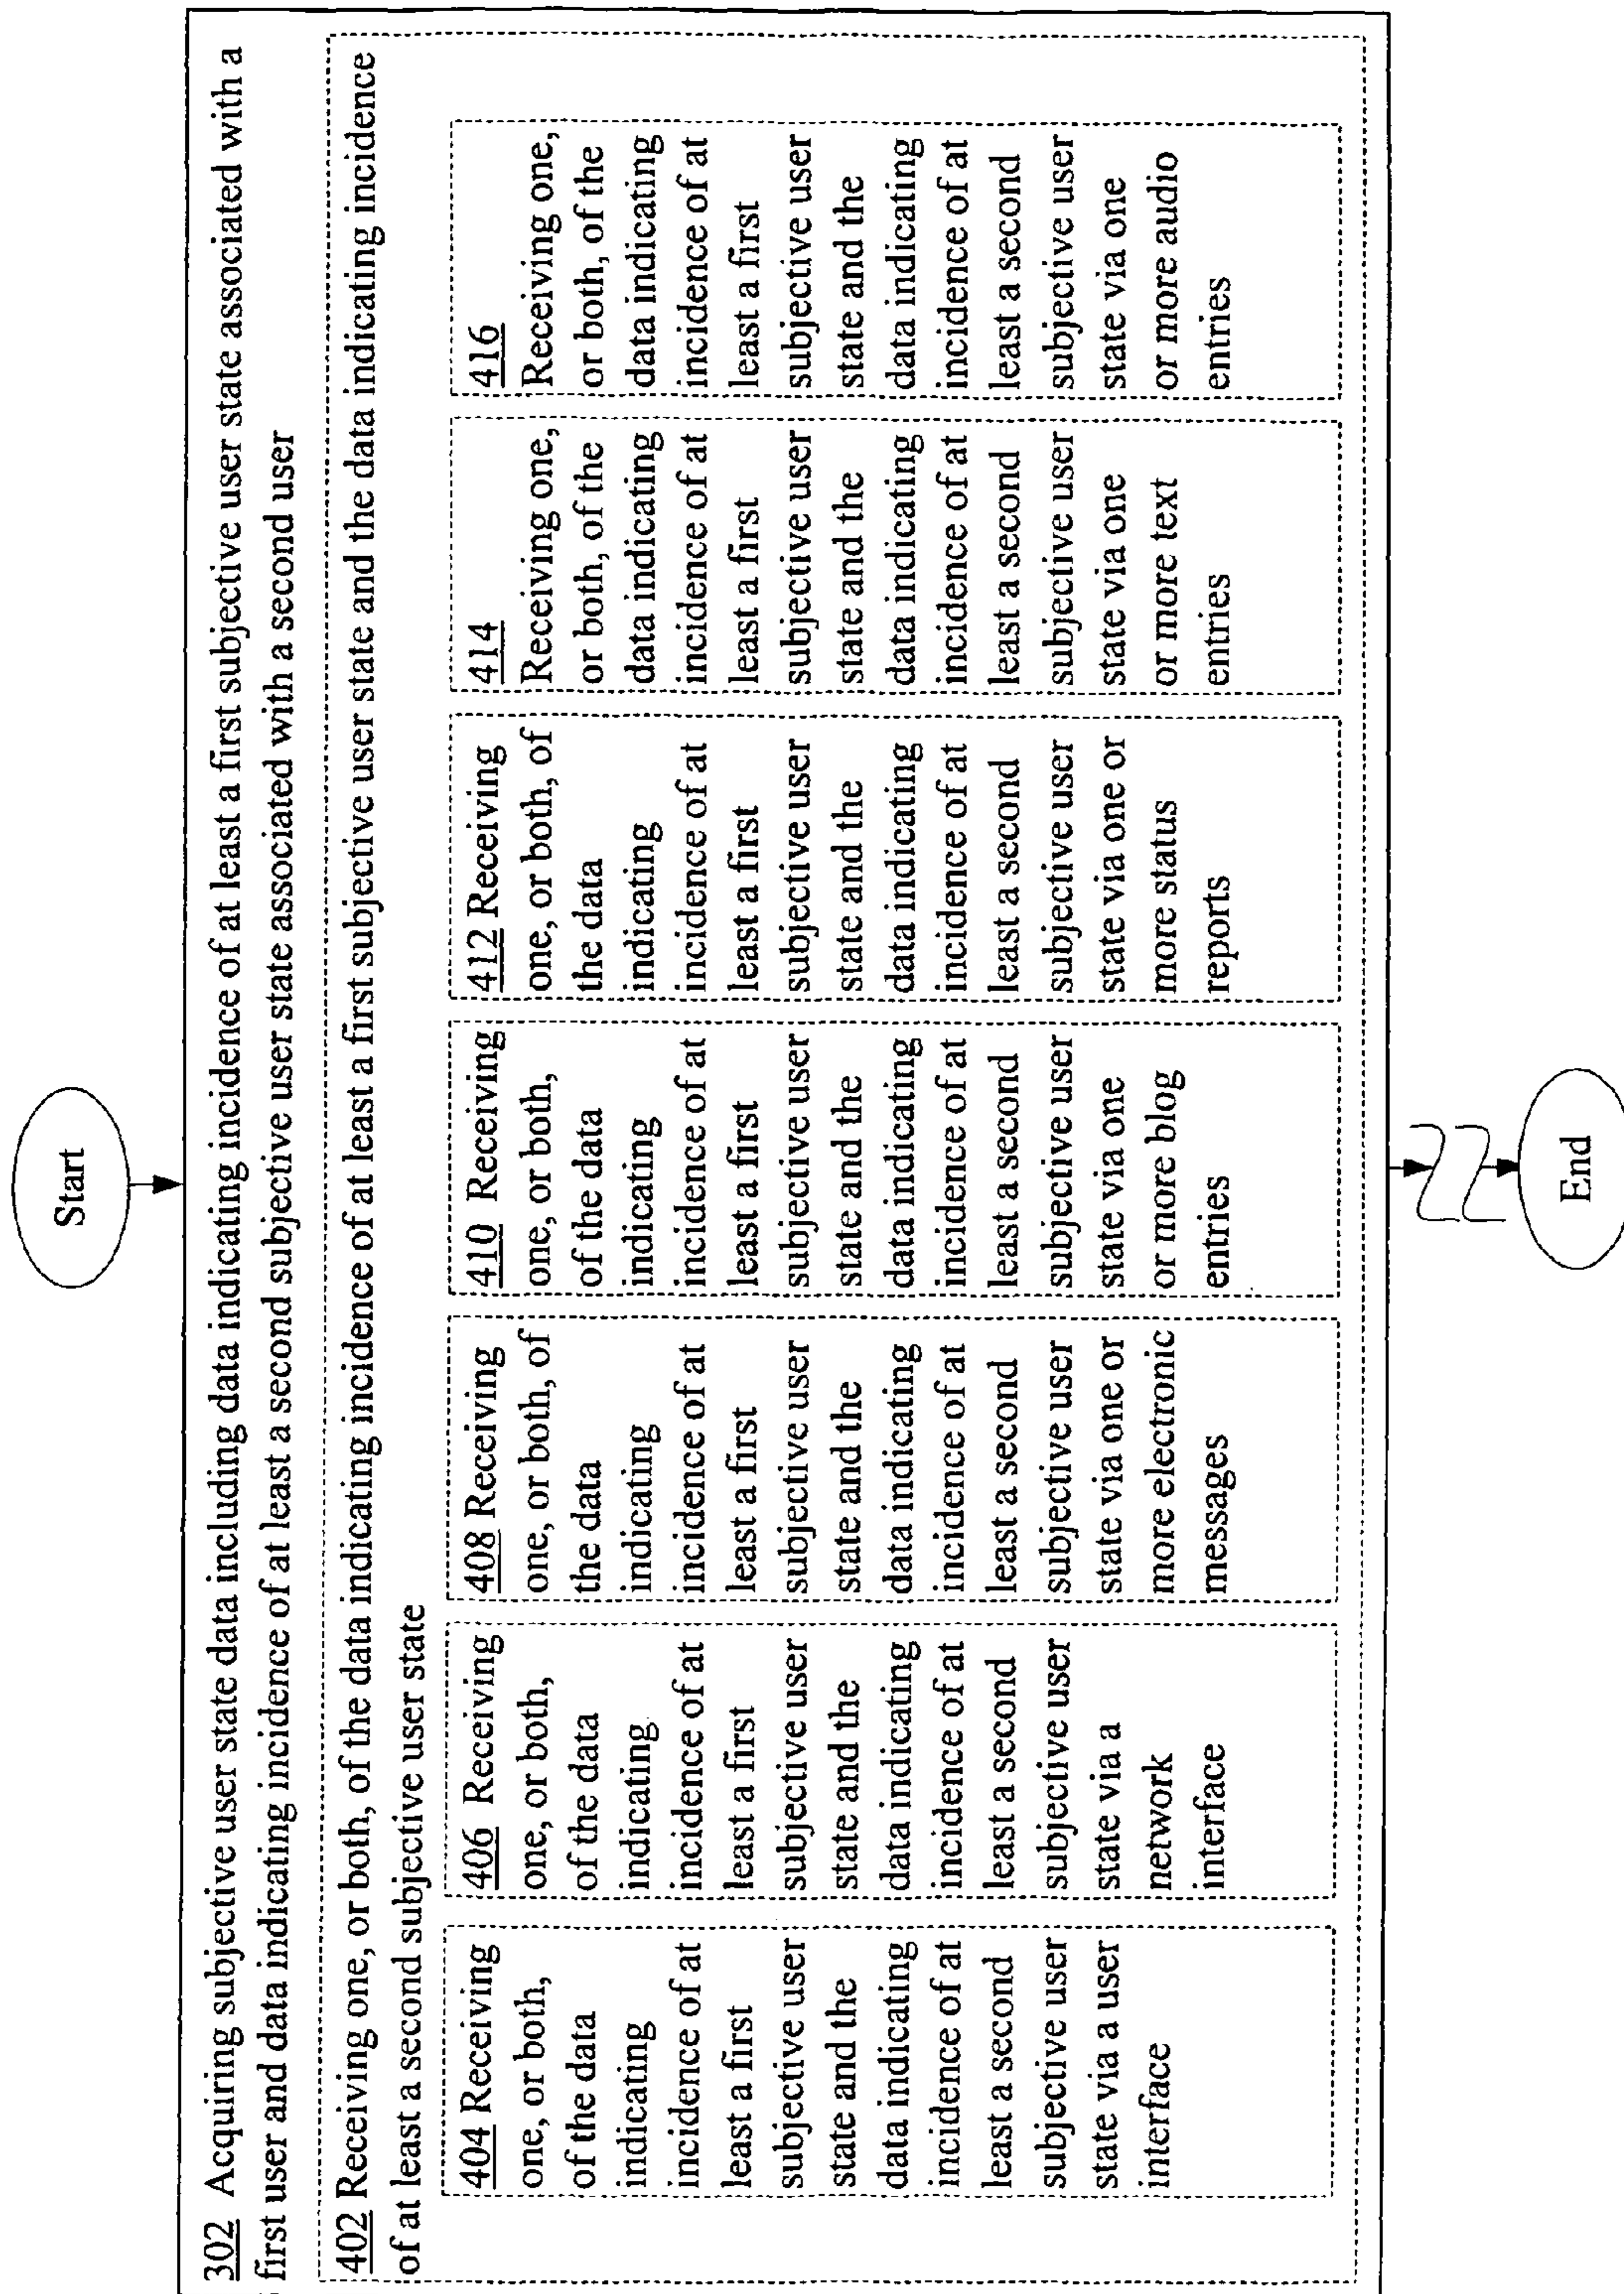 Start
302 Acquiring subjective user state data including data indicating incidence of at least a first subjective user state associated with a
first user and data indicating incidence of at least a second subjective user state associated with a second user
402 Receiving one, or both, of the data indicating incidence of at least a first subjective user state and the data indicating incidence
of at least a second subjective user state
404 Receiving
one, or both,
of the data
indicating
incidence of at
least a first
subjective user
state and the
data indicating
incidence of at
least a second
subjective user
state via a user
interface
406 Receiving
one, or both,
of the data
indicating
incidence of at
least a first
subjective user
state and the
data indicating
incidence of at
least a second
subjective user
state via a
network
interface
408 Receiving
one, or both, of
the data
indicating
incidence of at
least a first
subjective user
state and the
data indicating
incidence of at
least a second
subjective user
state via one or
more electronic
messages
410 Receiving
one, or both,
of the data
indicating
incidence of at
least a first
subjective user
state and the
data indicating
incidence of at
least a second
subjective user
state via one
or more blog
entries
412 Receiving
one, or both, of
the data
indicating
incidence of at
least a first
subjective user
state and the
data indicating
incidence of at
least a second
subjective user
state via one or
more status
reports
414
Receiving one,
or both, of the
data indicating
incidence of at
least a first
subjective user
state and the
data indicating
incidence of at
least a second
subjective user
state via one
or more text
entries
416
Receiving one,
or both, of the
data indicating
incidence of at
least a first
subjective user
state and the
data indicating
incidence of at
least a second
subjective user
state via one
or more audio
entries
End